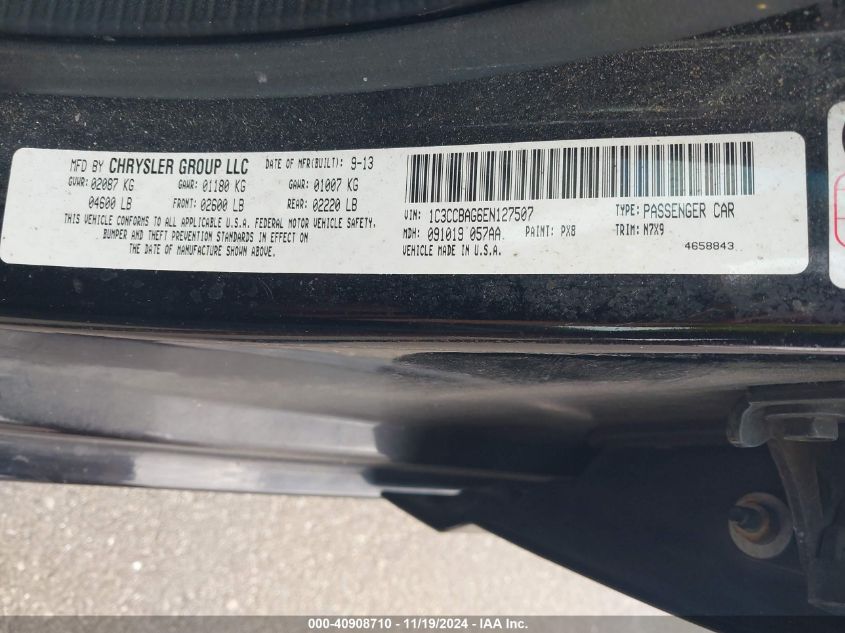 MFD BY CHRYSLER GROUP LLC DATE OF MFR(BUILT): 9-13
GVWR: 02087 KG GAWR: 01180 KG GAWR: 01007 KG
04600 LB FRONT: 02600 LB REAR: 02220 LB
THIS VEHICLE CONFORMS TO ALL APPLICABLE U.S.A. FEDERAL MOTOR VEHICLE SAFETY,
BUMPER AND THEFT PREVENTION STANDARDS IN EFFECT ON
THE DATE OF MANUFACTURE SHOWN ABOVE.
VIN: 1C3CCBAG6EN127507 TYPE: PASSENGER CAR
MDH: 091019 057AA PAINT: PX8 TRIM: N7X9
VEHICLE MADE IN U.S.A. 4658843
000-40908710 - 11/19/2024 - IAA Inc.